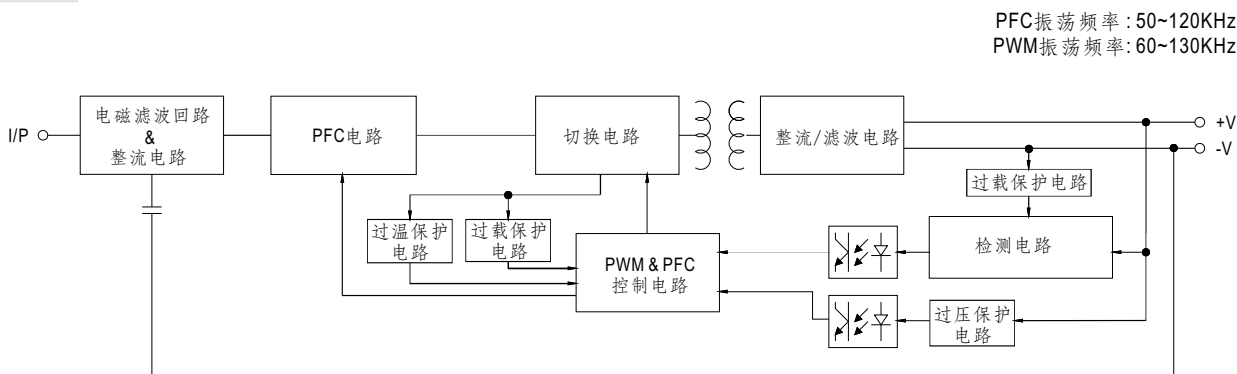 PFC振荡频率 : 50~120KHz
PWM振荡频率: 60~130KHz
I/P
电磁滤波回路
&
整流电路
PFC电路
切换电路
整流/滤波电路
+V
-V
过载保护电路
过温保护
电路
过载保护
电路
PWM & PFC
控制电路
检测电路
过压保护
电路